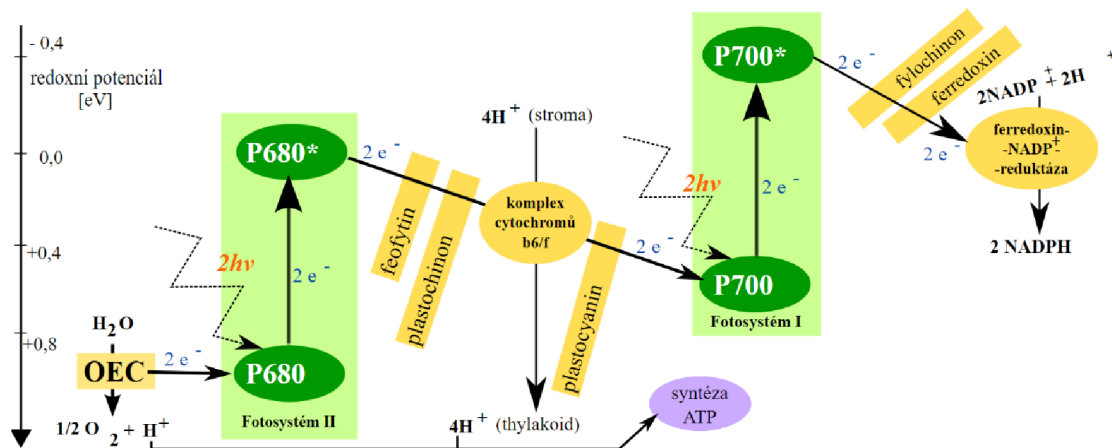 - 0,4
redoxní potenciál
[eV]
0,0
+0,4
+0,8
H2O
OEC
1/2 O2 + H+
2 e-
P680*
2 e-
2hν
P680
Fotosystém II
2 e-
feofytin
plastochinon
4H+ (stroma)
komplex
cytochromů
b6/f
4H+ (thylakoid)
plastocyanin
2 e-
syntéza
ATP
P700*
2hν
2 e-
P700
Fotosystém I
2 e-
fylochinon
ferredoxin
2 e-
2NADP+ + 2H+
ferredoxin-
-NADP+-
-reduktáza
2 NADPH